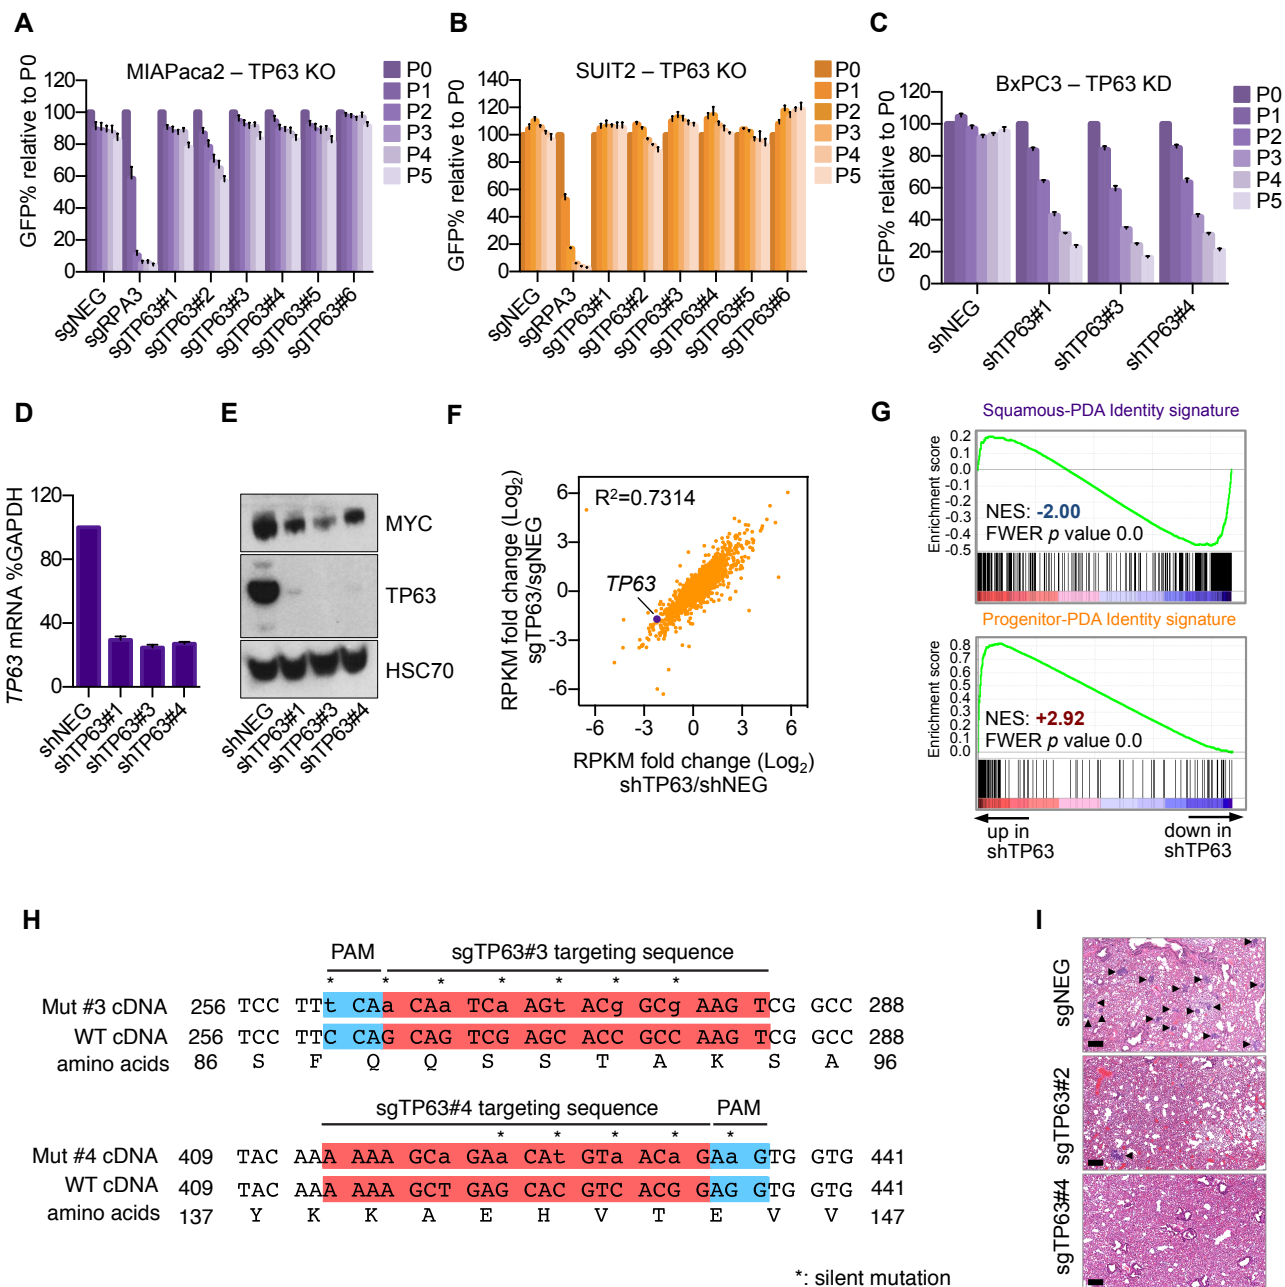 A
MIAPaca2 – TP63 KO
GFP% relative to P0
120
100
80
60
40
20
0
sgNEG
sgRPA3
sgTP63#1
sgTP63#2
sgTP63#3
sgTP63#4
sgTP63#5
sgTP63#6
P0
P1
P2
P3
P4
P5
B
SUIT2 – TP63 KO
GFP% relative to P0
140
120
100
80
60
40
20
0
sgNEG
sgRPA3
sgTP63#1
sgTP63#2
sgTP63#3
sgTP63#4
sgTP63#5
sgTP63#6
P0
P1
P2
P3
P4
P5
C
BxPC3 – TP63 KD
GFP% relative to P0
120
100
80
60
40
20
0
shNEG
shTP63#1
shTP63#3
shTP63#4
P0
P1
P2
P3
P4
P5
D
TP63 mRNA %GAPDH
120
80
40
0
shNEG
shTP63#1
shTP63#3
shTP63#4
E
MYC
TP63
HSC70
shNEG
shTP63#1
shTP63#3
shTP63#4
F
RPKM fold change (Log2)
sgTP63/sgNEG
R2=0.7314
TP63
6
3
0
-3
-6
-6 -3 0 3 6
RPKM fold change (Log2)
shTP63/shNEG
G
Squamous-PDA Identity signature
Enrichment score
0.2
0.1
0.0
-0.1
-0.2
-0.3
-0.4
-0.5
NES: -2.00
FWER p value 0.0
Progenitor-PDA Identity signature
Enrichment score
0.8
0.7
0.6
0.5
0.4
0.3
0.2
0.1
0.0
NES: +2.92
FWER p value 0.0
up in
shTP63
down in
shTP63
H
PAM sgTP63#3 targeting sequence
* * * * * * *
Mut #3 cDNA 256 TCC TTt CAa CAa TCa AGt ACg GCg AAG TCG GCC 288
WT cDNA 256 TCC TTC CAG CAG TCG AGC ACC GCC AAG TCG GCC 288
amino acids 86 S F Q Q S S T A K S A 96
sgTP63#4 targeting sequence PAM
* * * * *
Mut #4 cDNA 409 TAC AAA AAA GCa GAa CAt GTa ACa GAa GTG GTG 441
WT cDNA 409 TAC AAA AAA GCT GAG CAC GTC ACG GAG GTG GTG 441
amino acids 137 Y K K A E H V T E V V 147
*: silent mutation
I
sgNEG
sgTP63#2
sgTP63#4